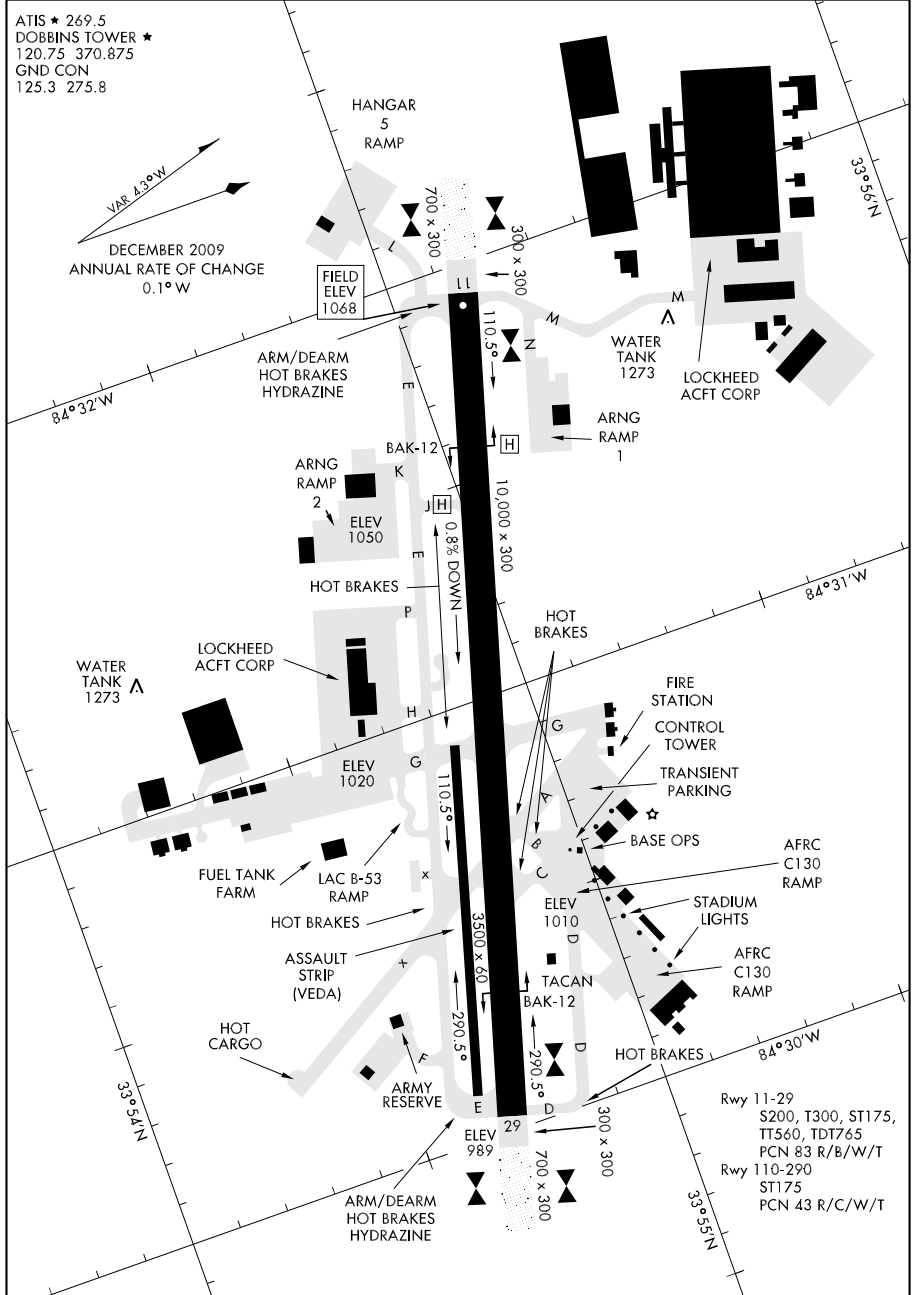 ATIS ★ 269.5
DOBBINS TOWER ★
120.75 370.875
GND CON
125.3 275.8
HANGAR
5
RAMP
VAR 4.3° W
DECEMBER 2009
ANNUAL RATE OF CHANGE
0.1° W
33°56'N
700 x 300
300 x 300
L
FIELD
ELEV
1068
11
110.5°
M
M
N
WATER
TANK
1273
LOCKHEED
ACFT CORP
ARM/DEARM
HOT BRAKES
HYDRAZINE
84°32'W
E
ARNG
RAMP
1
BAK-12
H
ARNG
RAMP
2
K
J
H
ELEV
1050
10,000 x 300
0.8% DOWN
E
HOT BRAKES
84°31'W
P
HOT
BRAKES
LOCKHEED
ACFT CORP
WATER
TANK
1273
FIRE
STATION
H
G
CONTROL
TOWER
ELEV
1020
G
TRANSIENT
PARKING
110.5°
A
B
BASE OPS
C
FUEL TANK
FARM
LAC B-53
RAMP
x
AFRC
C130
RAMP
ELEV
1010
STADIUM
LIGHTS
HOT BRAKES
3500 x 60
D
ASSAULT
STRIP
(VEDA)
x
TACAN
AFRC
C130
RAMP
BAK-12
290.5°
290.5°
HOT
CARGO
F
D
HOT BRAKES
84°30'W
33°54'N
ARMY
RESERVE
E
D
29
ELEV
989
300 x 300
700 x 300
Rwy 11-29
S200, T300, ST175,
TT560, TDT765
PCN 83 R/B/W/T
Rwy 110-290
ST175
PCN 43 R/C/W/T
ARM/DEARM
HOT BRAKES
HYDRAZINE
33°55'N